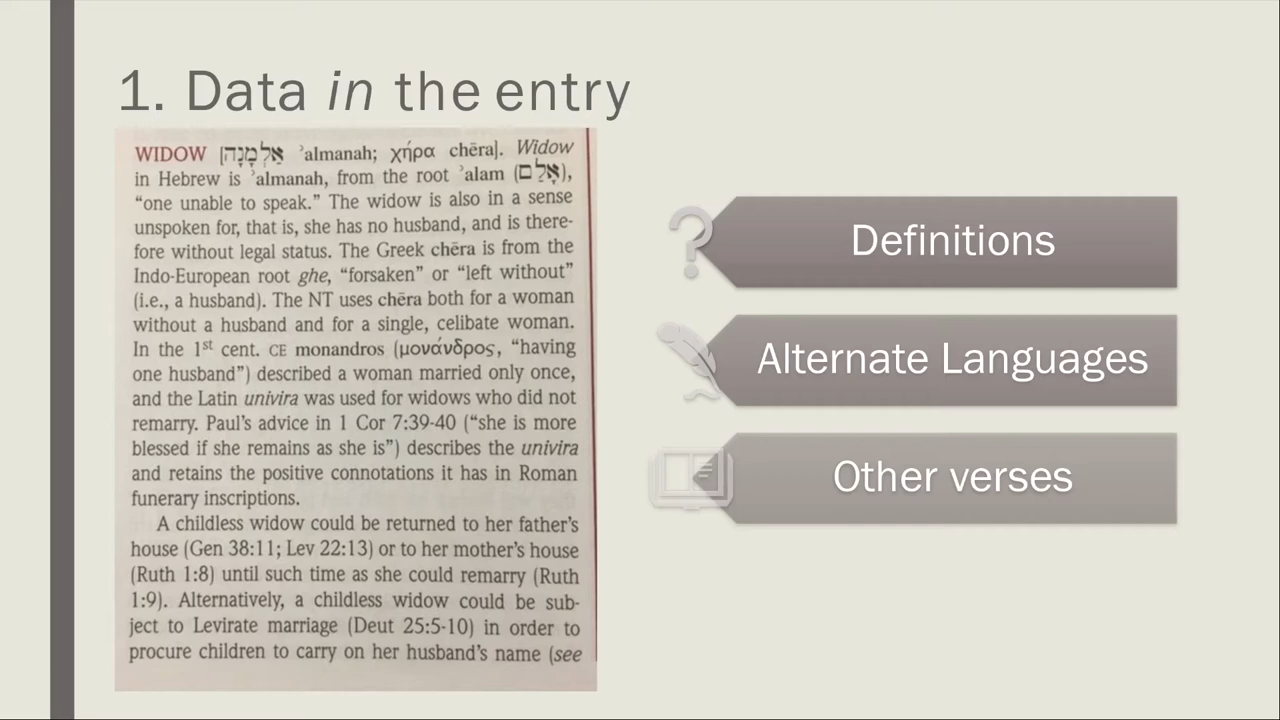 1. Data in the entry
WIDOW [אַלְמָנָה ʾalmanah; χήρα chēra]. Widow
in Hebrew is ʾalmanah, from the root ʾalam (אָלַם),
“one unable to speak.” The widow is also in a sense
unspoken for, that is, she has no husband, and is there-
fore without legal status. The Greek chēra is from the
Indo-European root ghe, “forsaken” or “left without”
(i.e., a husband). The NT uses chēra both for a woman
without a husband and for a single, celibate woman.
In the 1st cent. CE monandros (μονάνδρος, “having
one husband”) described a woman married only once,
and the Latin univira was used for widows who did not
remarry. Paul’s advice in 1 Cor 7:39-40 (“she is more
blessed if she remains as she is”) describes the univira
and retains the positive connotations it has in Roman
funerary inscriptions.
A childless widow could be returned to her father’s
house (Gen 38:11; Lev 22:13) or to her mother’s house
(Ruth 1:8) until such time as she could remarry (Ruth
1:9). Alternatively, a childless widow could be sub-
ject to Levirate marriage (Deut 25:5-10) in order to
procure children to carry on her husband’s name (see
Definitions
Alternate Languages
Other verses